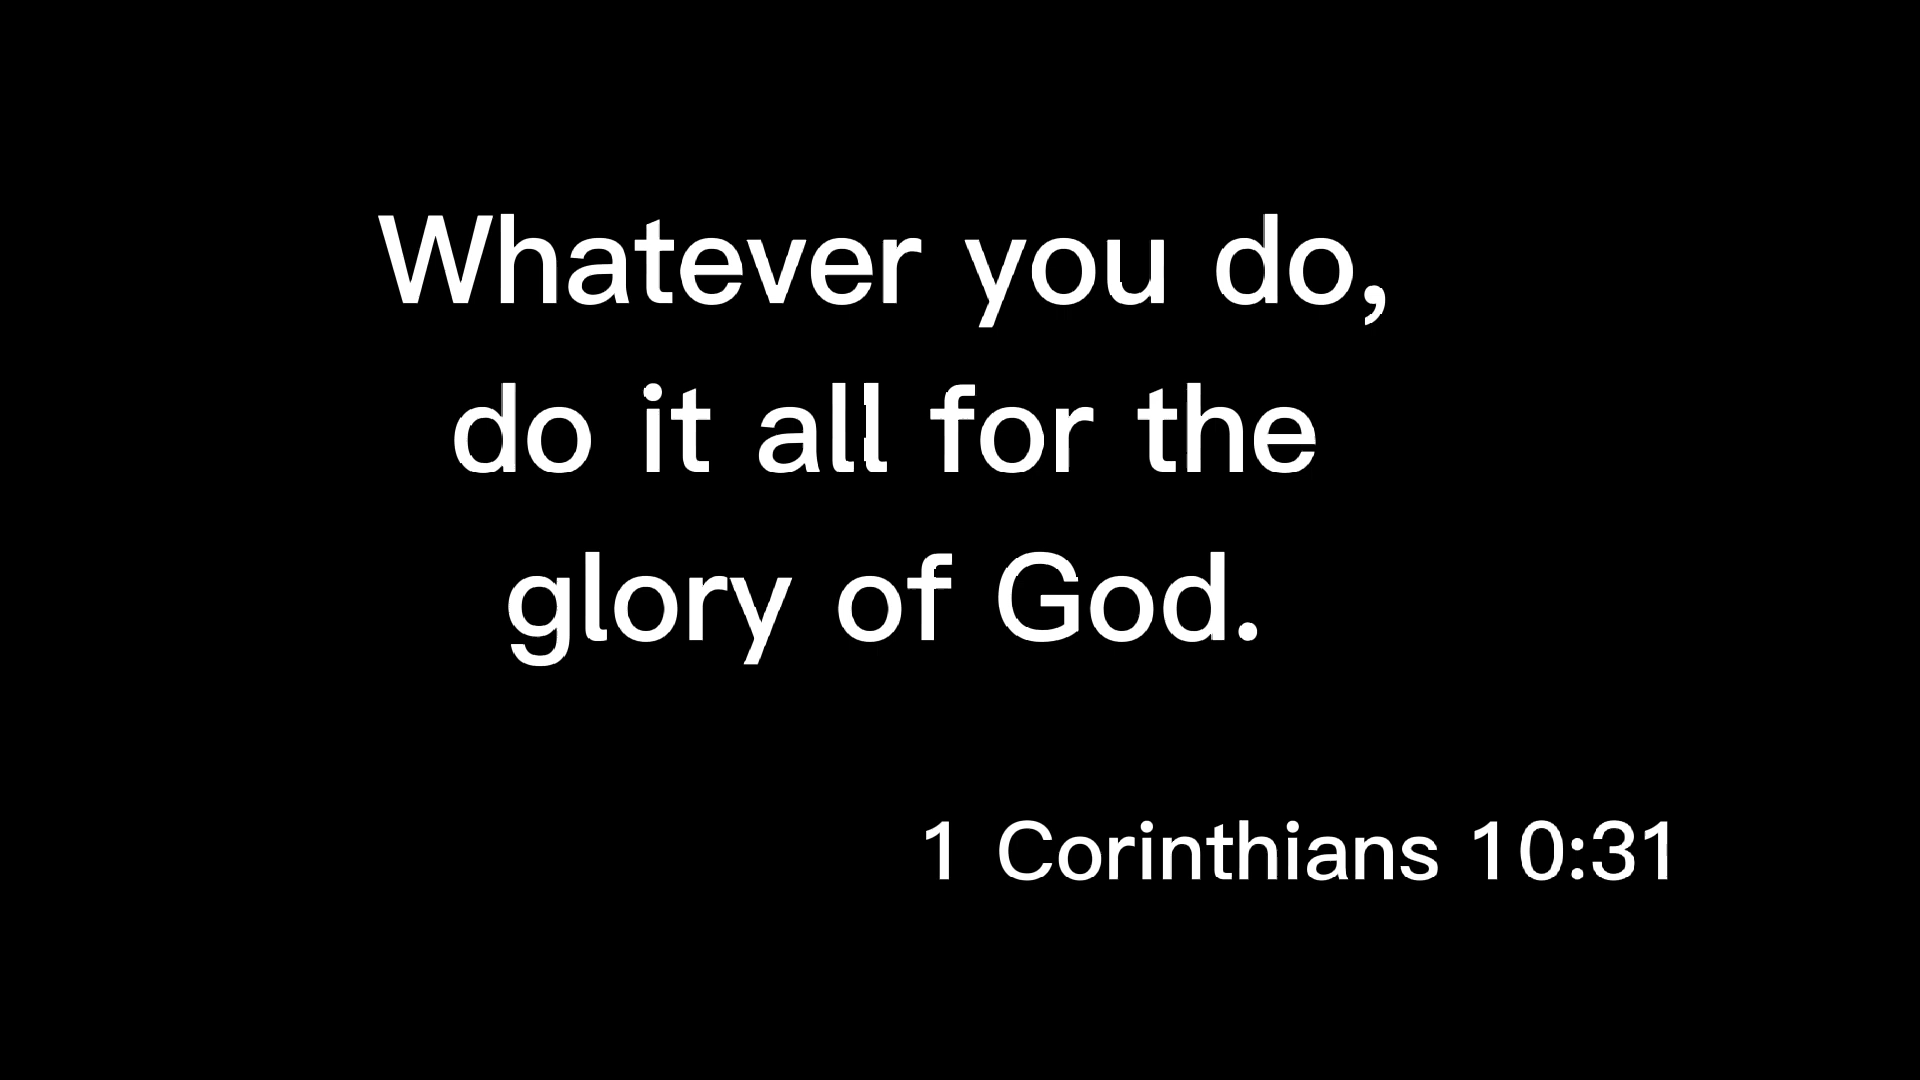 Whatever you do,
do it all for the
glory of God.
1 Corinthians 10:31